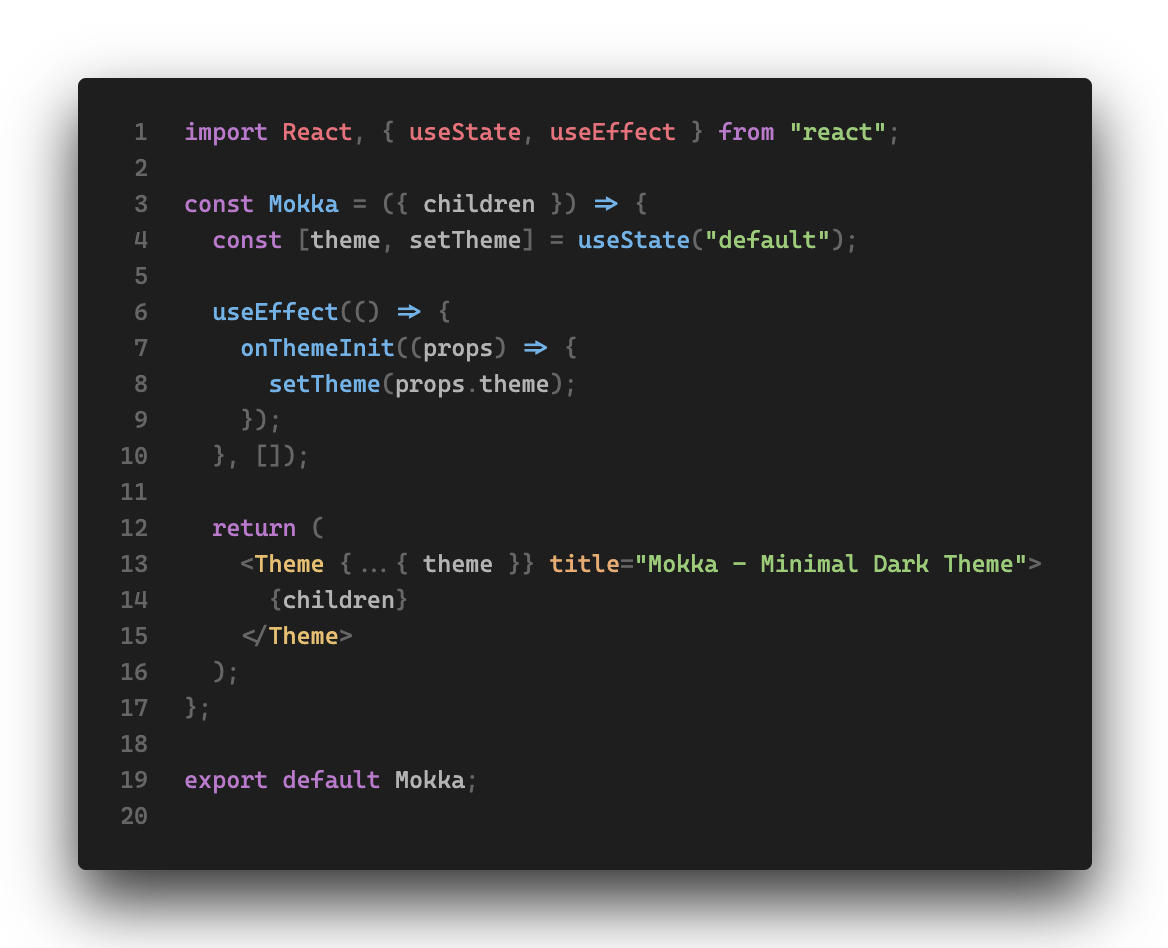 1 import React, { useState, useEffect } from "react";
2
3 const Mokka = ({ children }) => {
4   const [theme, setTheme] = useState("default");
5
6   useEffect(() => {
7     onThemeInit((props) => {
8       setTheme(props.theme);
9     });
10   }, []);
11
12   return (
13     <Theme {...{ theme }} title="Mokka - Minimal Dark Theme">
14       {children}
15     </Theme>
16   );
17 };
18
19 export default Mokka;
20